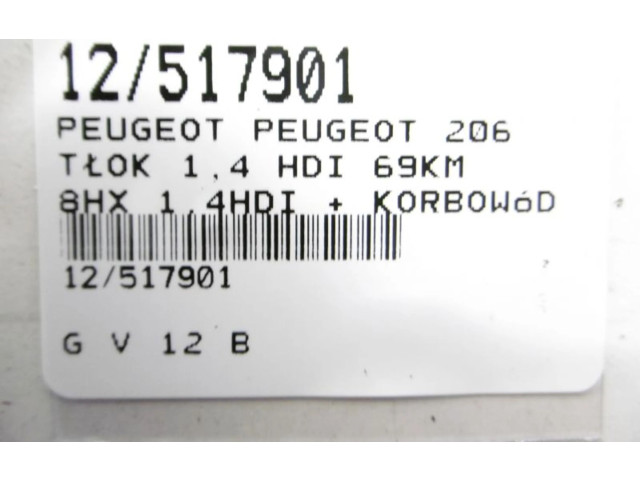 12/517901
PEUGEOT PEUGEOT 206
TŁOK 1,4 HDI 69KM
8HX 1,4HDI + KORBOWóD
12/517901
G V 12 B